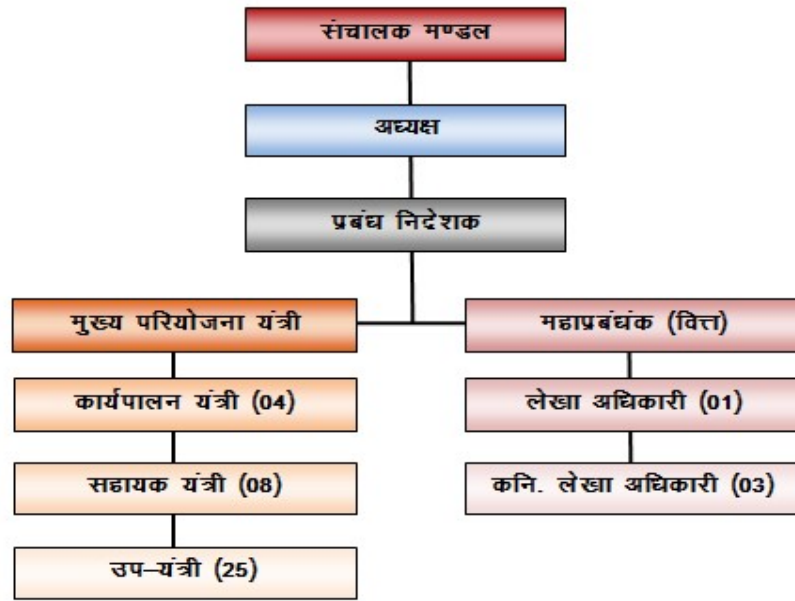 संचालक मण्डल
अध्यक्ष
प्रबंध निदेशक
मुख्य परियोजना यंत्री
महाप्रबंधंक (वित्त)
कार्यपालन यंत्री (04)
लेखा अधिकारी (01)
सहायक यंत्री (08)
कनि. लेखा अधिकारी (03)
उप–यंत्री (25)